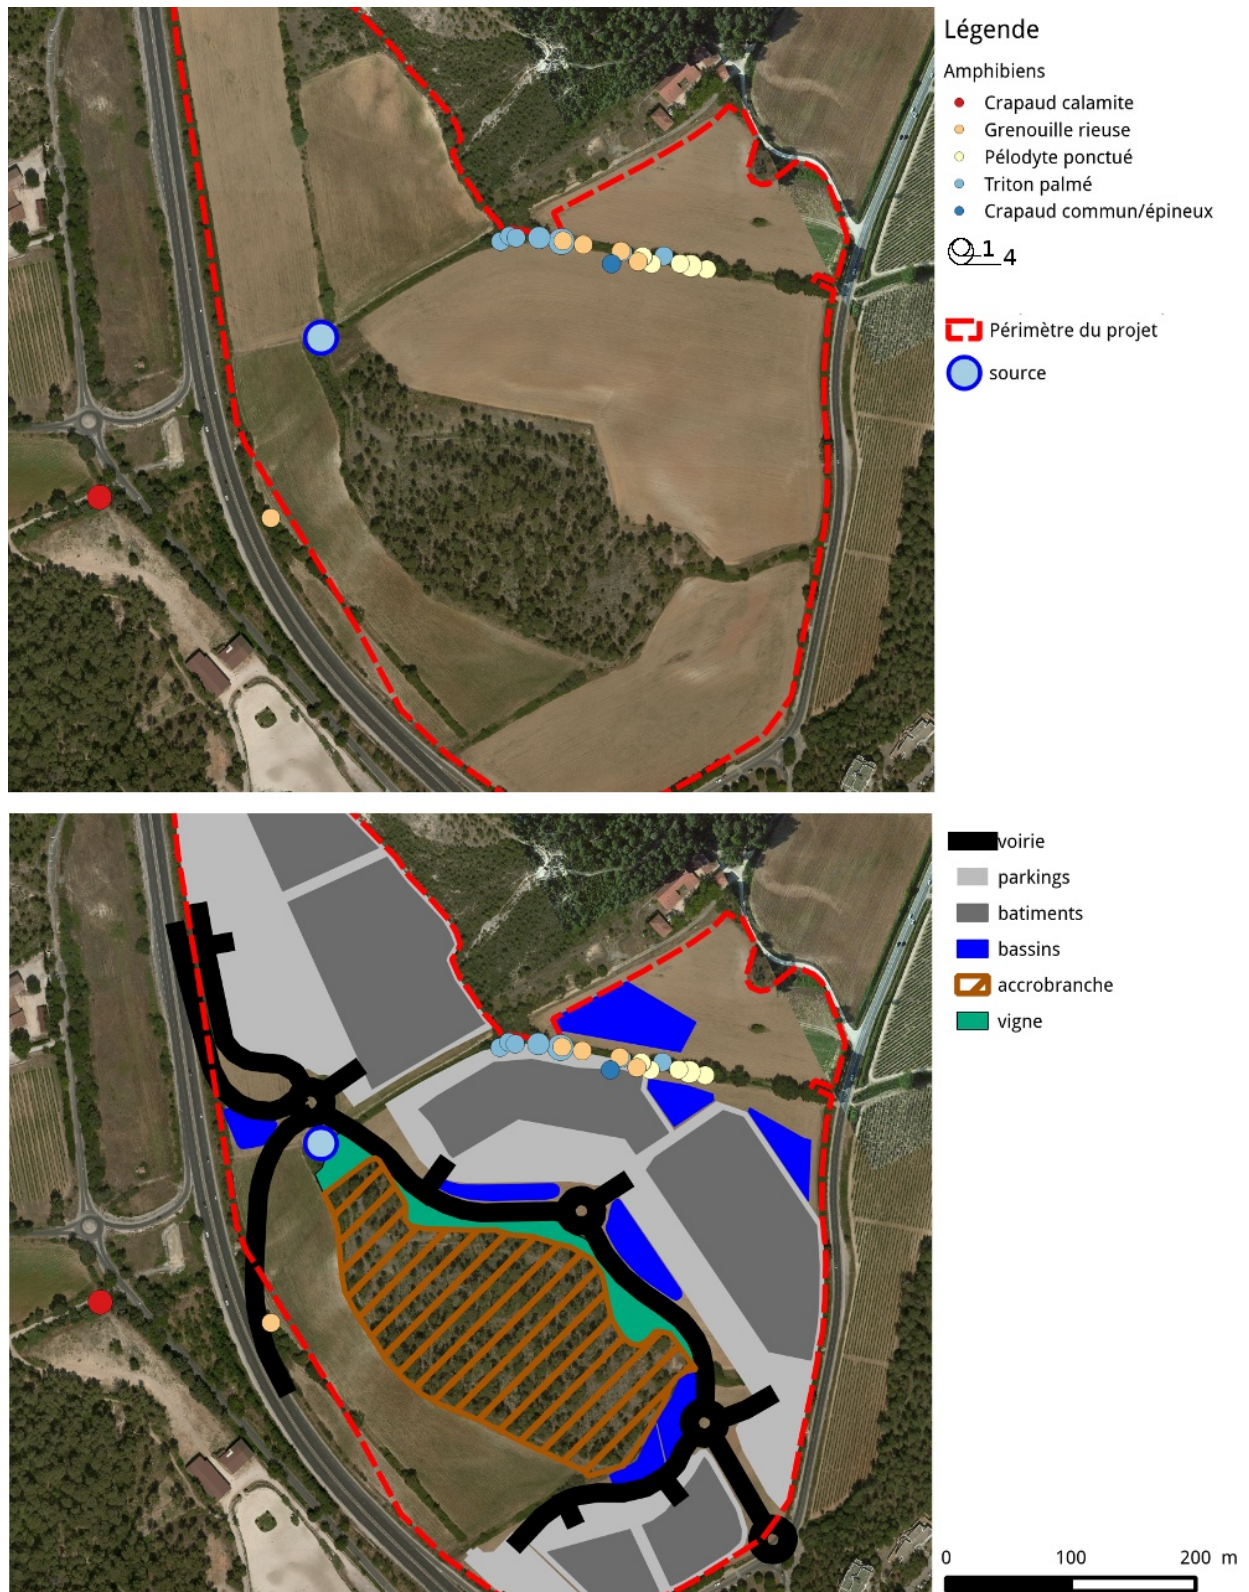 Légende
Amphibiens
Crapaud calamite
Grenouille rieuse
Pélodyte ponctué
Triton palmé
Crapaud commun/épineux
1
4
Périmètre du projet
source
voirie
parkings
batiments
bassins
accrobranche
vigne
0 100 200 m